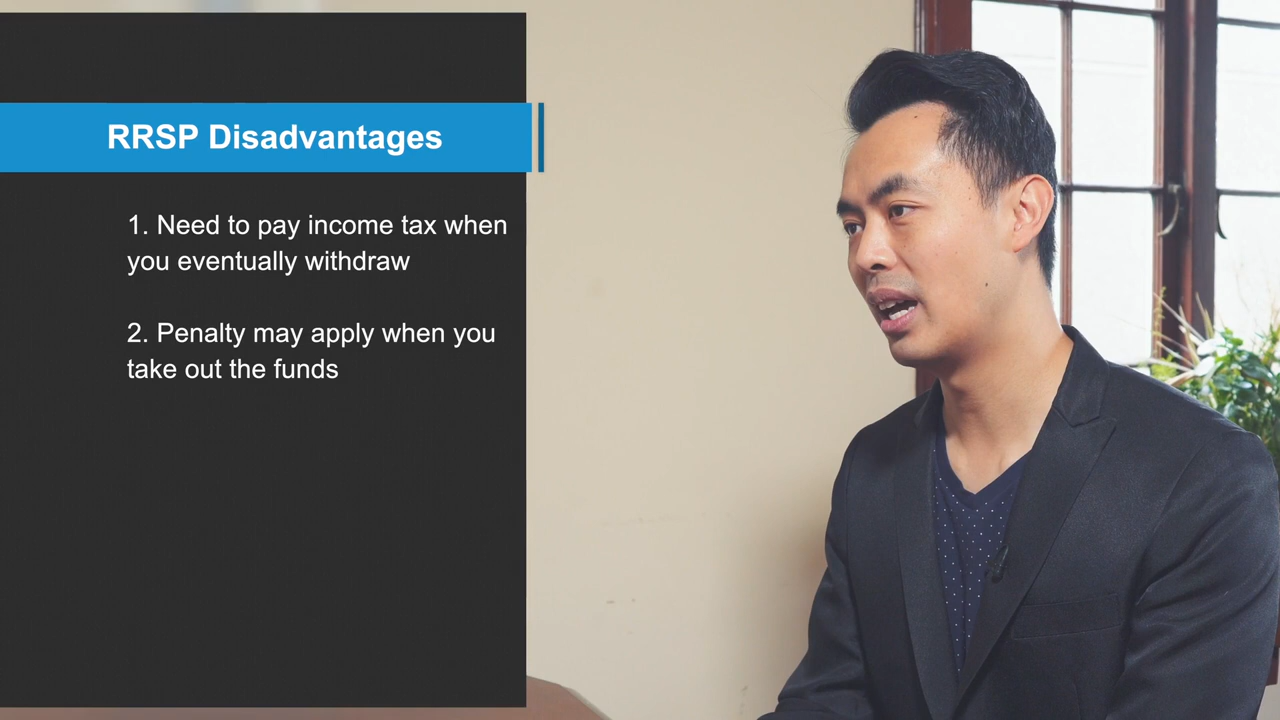 RRSP Disadvantages
1. Need to pay income tax when
you eventually withdraw
2. Penalty may apply when you
take out the funds